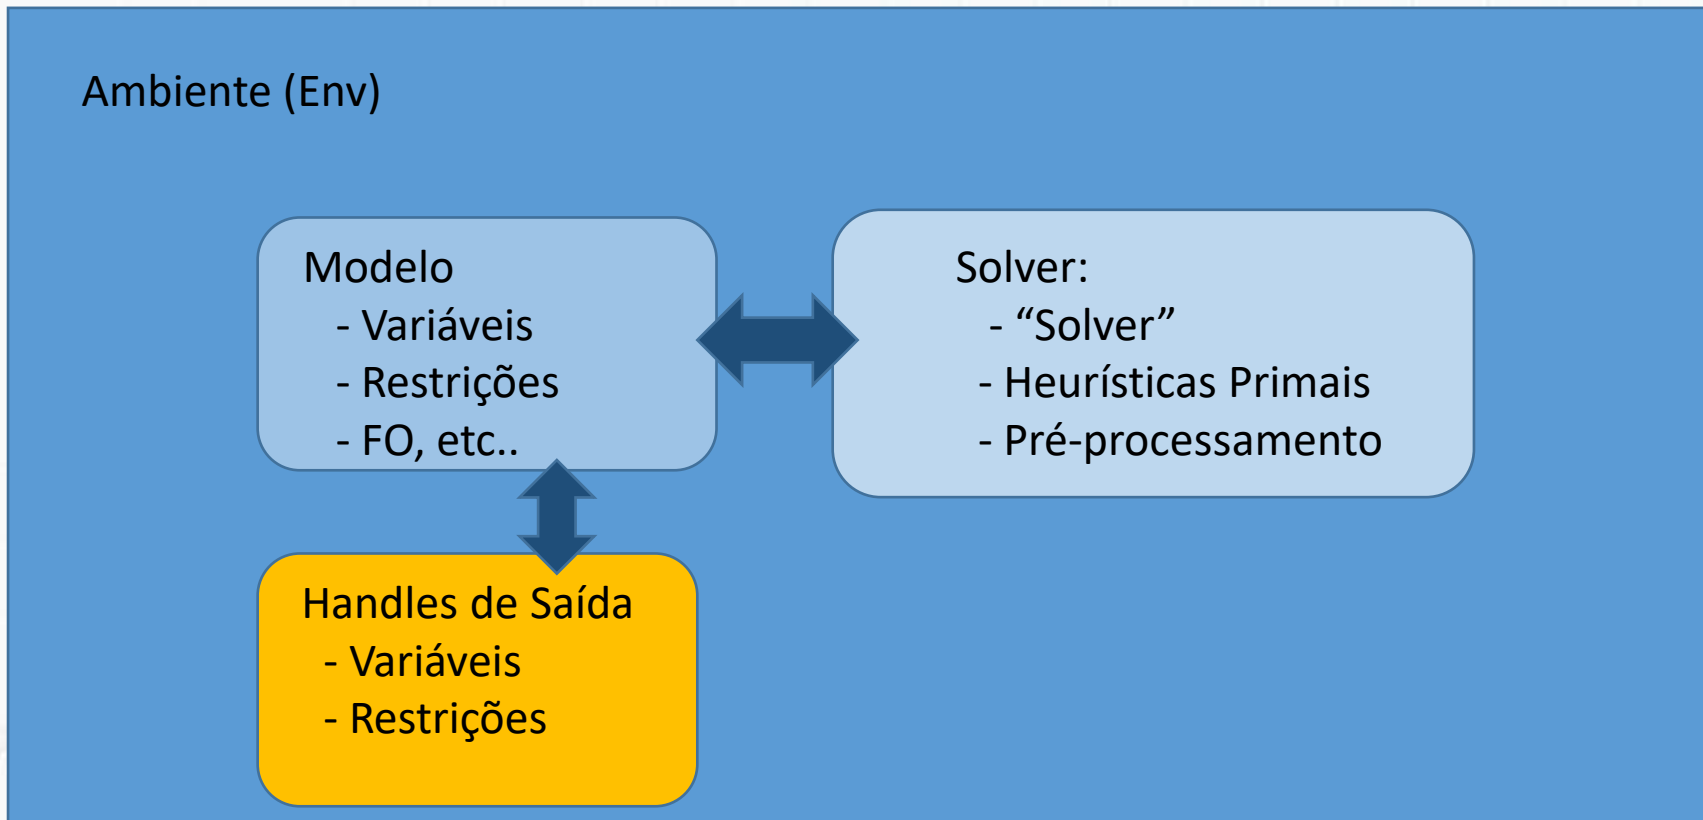 Ambiente (Env)
Modelo
- Variáveis
- Restrições
- FO, etc..
Solver:
- “Solver”
- Heurísticas Primais
- Pré-processamento
Handles de Saída
- Variáveis
- Restrições